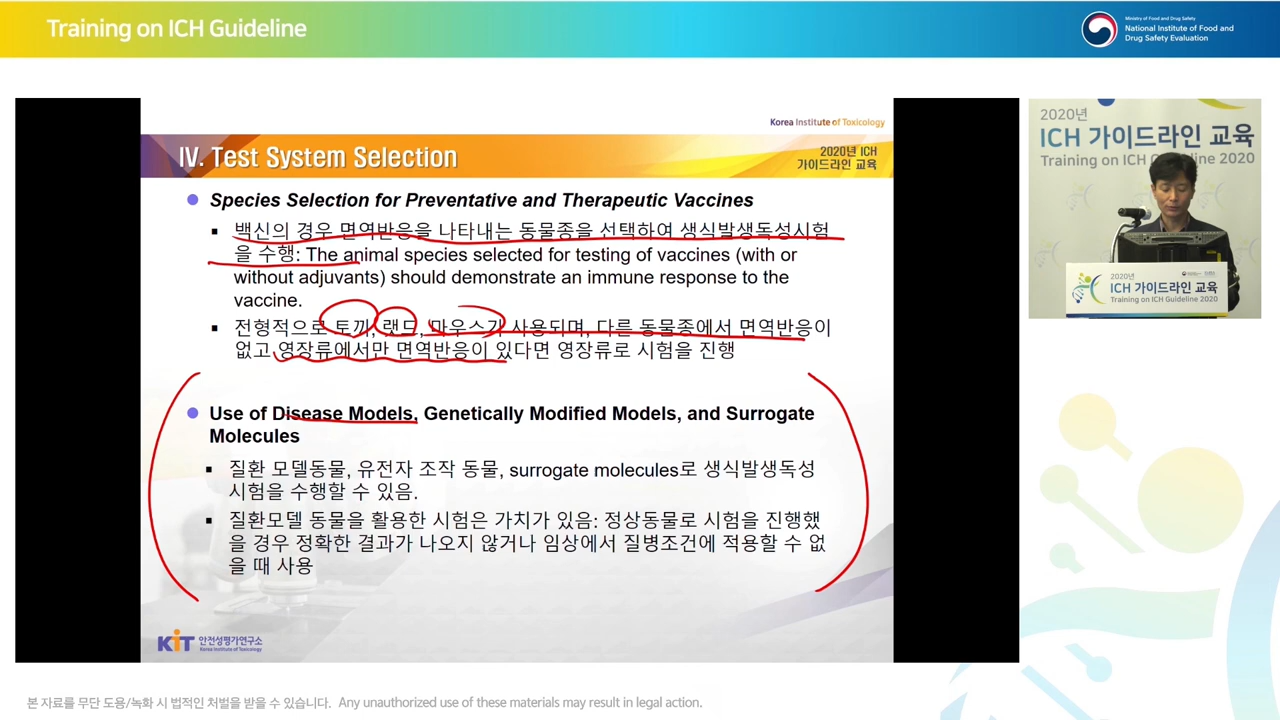 Training on ICH Guideline
Ministry of Food and Drug Safety
National Institute of Food and
Drug Safety Evaluation
Korea Institute of Toxicology
IV. Test System Selection
2020년 ICH
가이드라인 교육
Species Selection for Preventative and Therapeutic Vaccines
백신의 경우 면역반응을 나타내는 동물종을 선택하여 생식발생독성시험
을 수행: The animal species selected for testing of vaccines (with or
without adjuvants) should demonstrate an immune response to the
vaccine.
전형적으로 토끼, 랜드, 마우스가 사용되며, 다른 동물종에서 면역반응이
없고 영장류에서만 면역반응이 있다면 영장류로 시험을 진행
Use of Disease Models, Genetically Modified Models, and Surrogate
Molecules
질환 모델동물, 유전자 조작 동물, surrogate molecules로 생식발생독성
시험을 수행할 수 있음.
질환모델 동물을 활용한 시험은 가치가 있음: 정상동물로 시험을 진행했
을 경우 정확한 결과가 나오지 않거나 임상에서 질병조건에 적용할 수 없
을 때 사용
KIT 안전성평가연구소
Korea Institute of Toxicology
2020년
ICH 가이드라인 교육
Training on ICH Guideline 2020
2020년
ICH 가이드라인 교육
Training on ICH Guideline 2020
본 자료를 무단 도용/녹화 시 법적인 처벌을 받을 수 있습니다. Any unauthorized use of these materials may result in legal action.